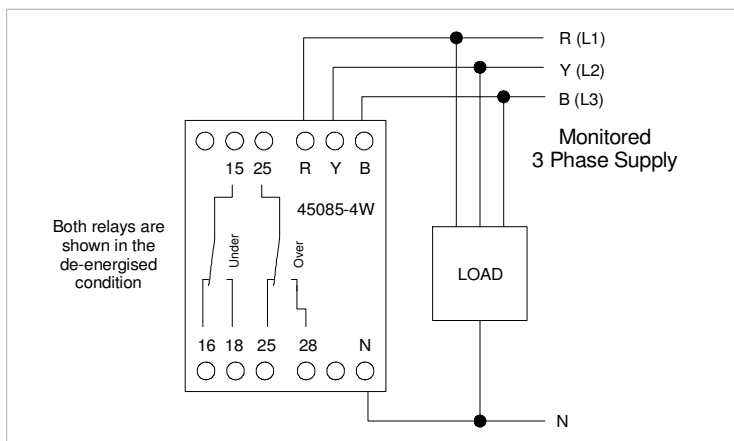 R (L1)
Y (L2)
B (L3)
Monitored
3 Phase Supply
15 25 R Y B
45085-4W
Both relays are
shown in the
de-energised
condition
Under
Over
LOAD
16 18 25 28 N
N